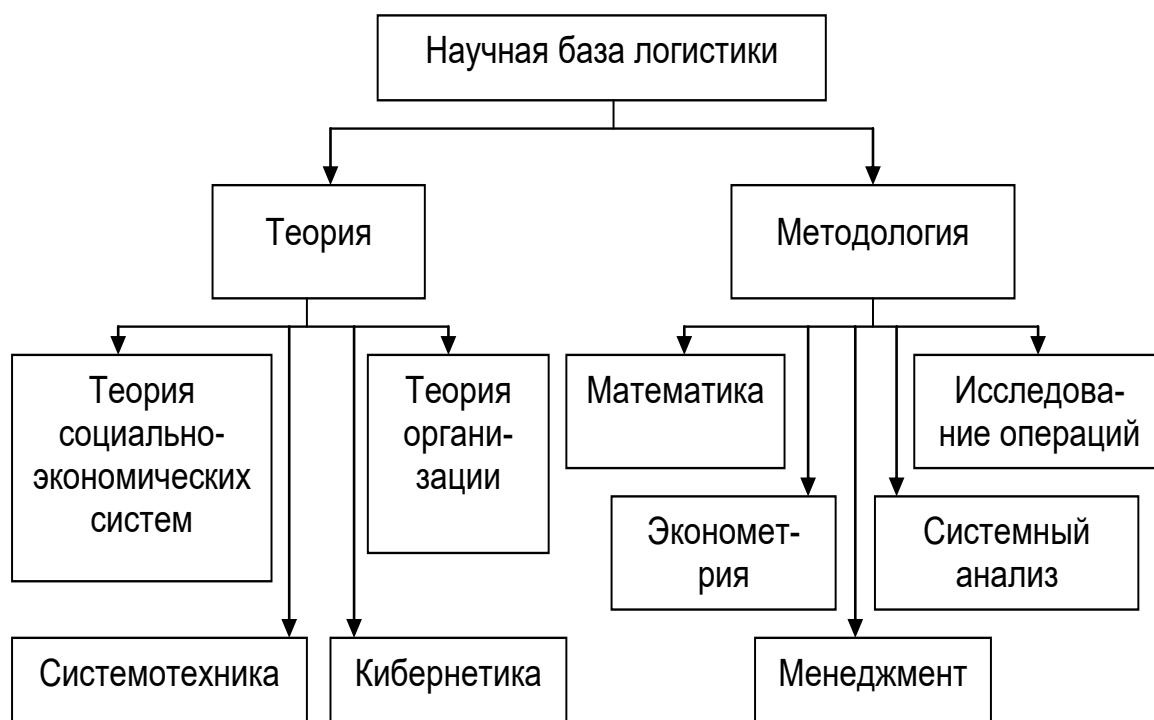 Научная база логистики
Теория
Методология
Теория
социально-
экономических
систем
Теория
органи-
зации
Математика
Исследова-
ние операций
Экономет-
рия
Системный
анализ
Системотехника
Кибернетика
Менеджмент